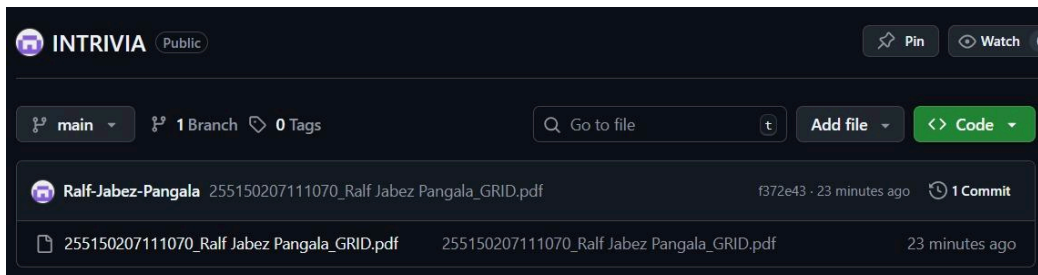 INTRIVIA Public Pin Watch
main 1 Branch 0 Tags Go to file t Add file Code
Ralf-Jabez-Pangala 255150207111070_Ralf Jabez Pangala_GRID.pdf f372e43 · 23 minutes ago 1 Commit
255150207111070_Ralf Jabez Pangala_GRID.pdf 255150207111070_Ralf Jabez Pangala_GRID.pdf 23 minutes ago